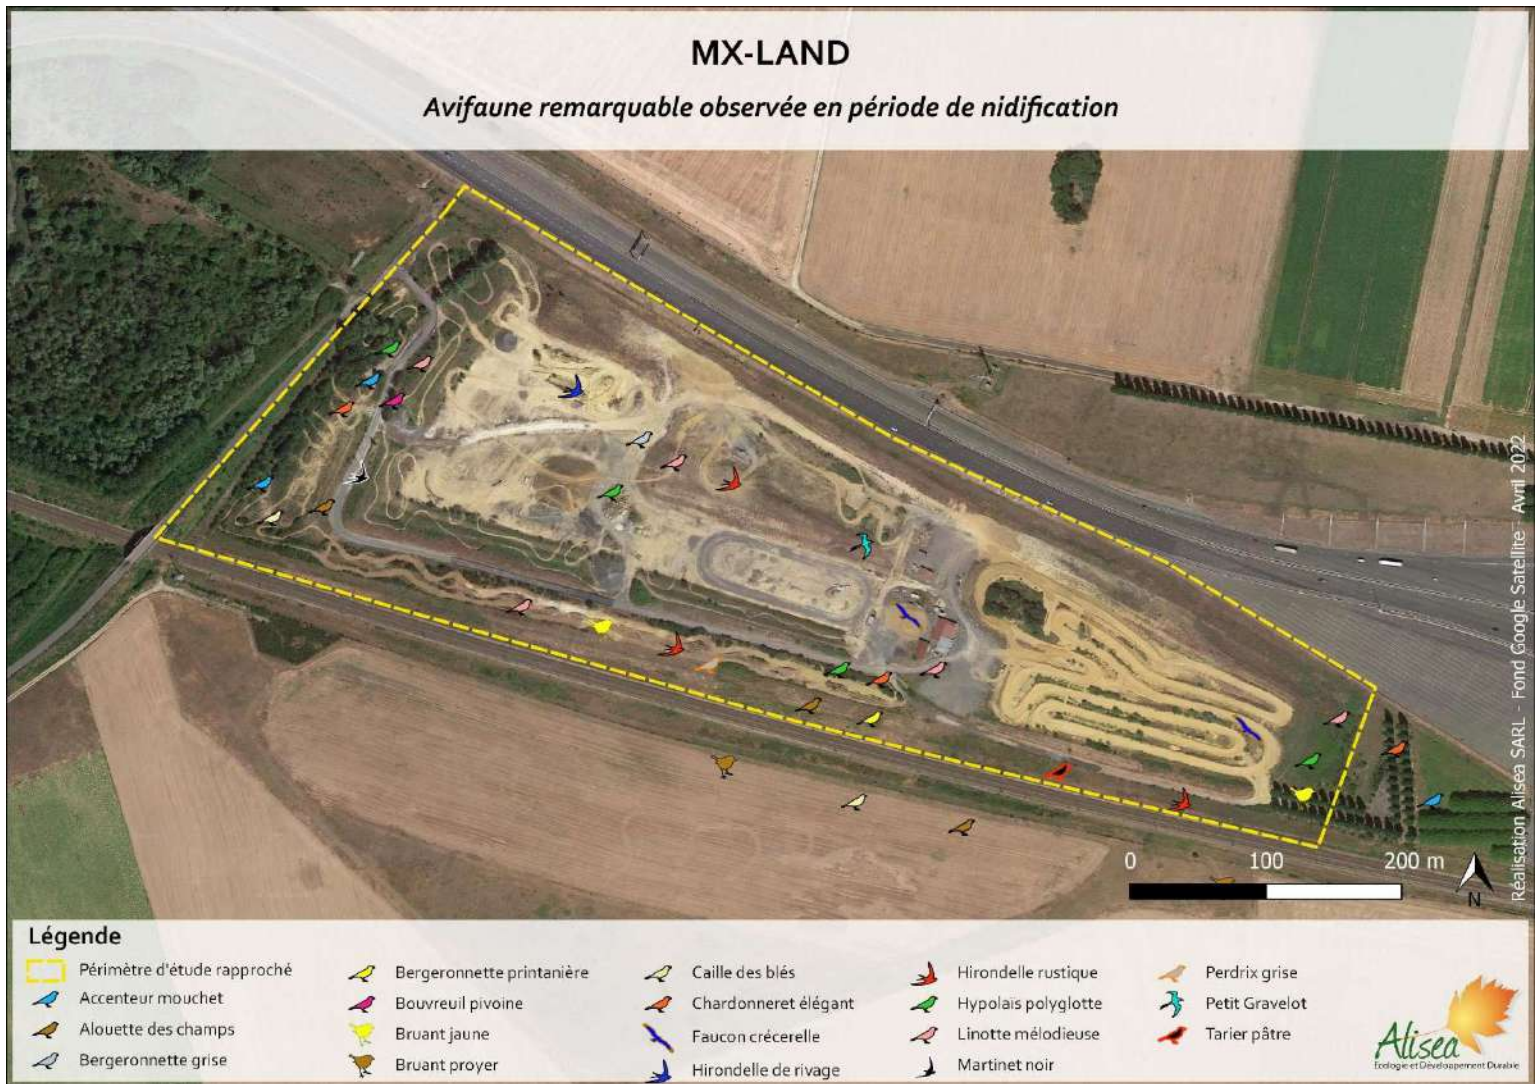 MX-LAND
Avifaune remarquable observée en période de nidification
Réalisation Alisea SARL - Fond Google Satellite - Avril 2022
0 100 200 m
N
Légende
Périmètre d'étude rapproché
Accenteur mouchet
Alouette des champs
Bergeronnette grise
Bergeronnette printanière
Bouvreuil pivoine
Bruant jaune
Bruant proyer
Caille des blés
Chardonneret élégant
Faucon crécerelle
Hirondelle de rivage
Hirondelle rustique
Hypolaïs polyglotte
Linotte mélodieuse
Martinet noir
Perdrix grise
Petit Gravelot
Tarier pâtre
Alisea
Ecologie et Développement Durable